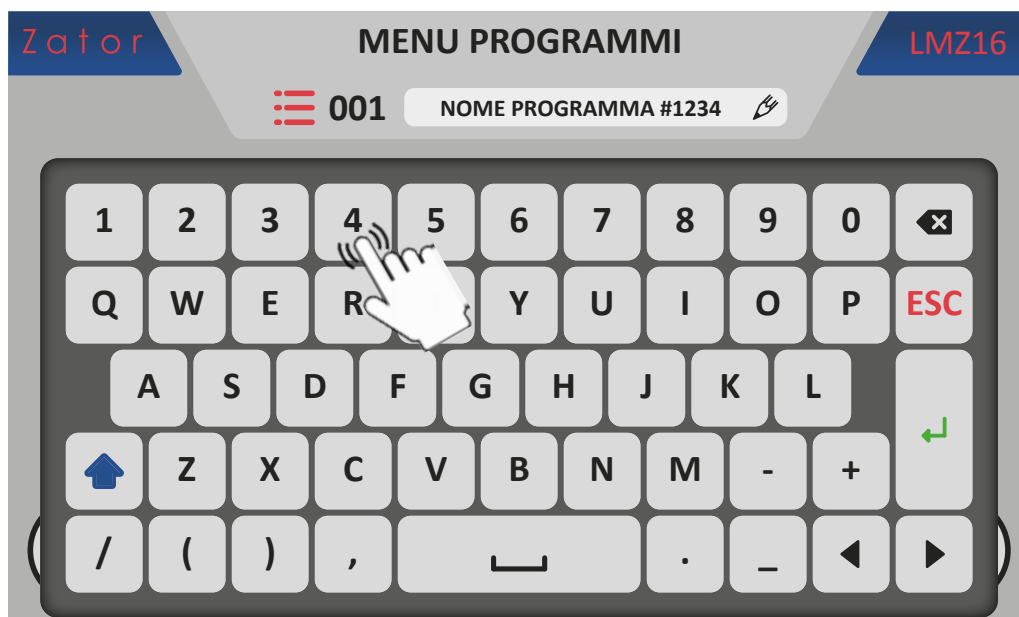 Zator MENU PROGRAMMI LMZ16
001 NOME PROGRAMMA #1234
1 2 3 4 5 6 7 8 9 0
Q W E R Y U I O P ESC
A S D F G H J K L
Z X C V B N M - +
/ ( ) , . _